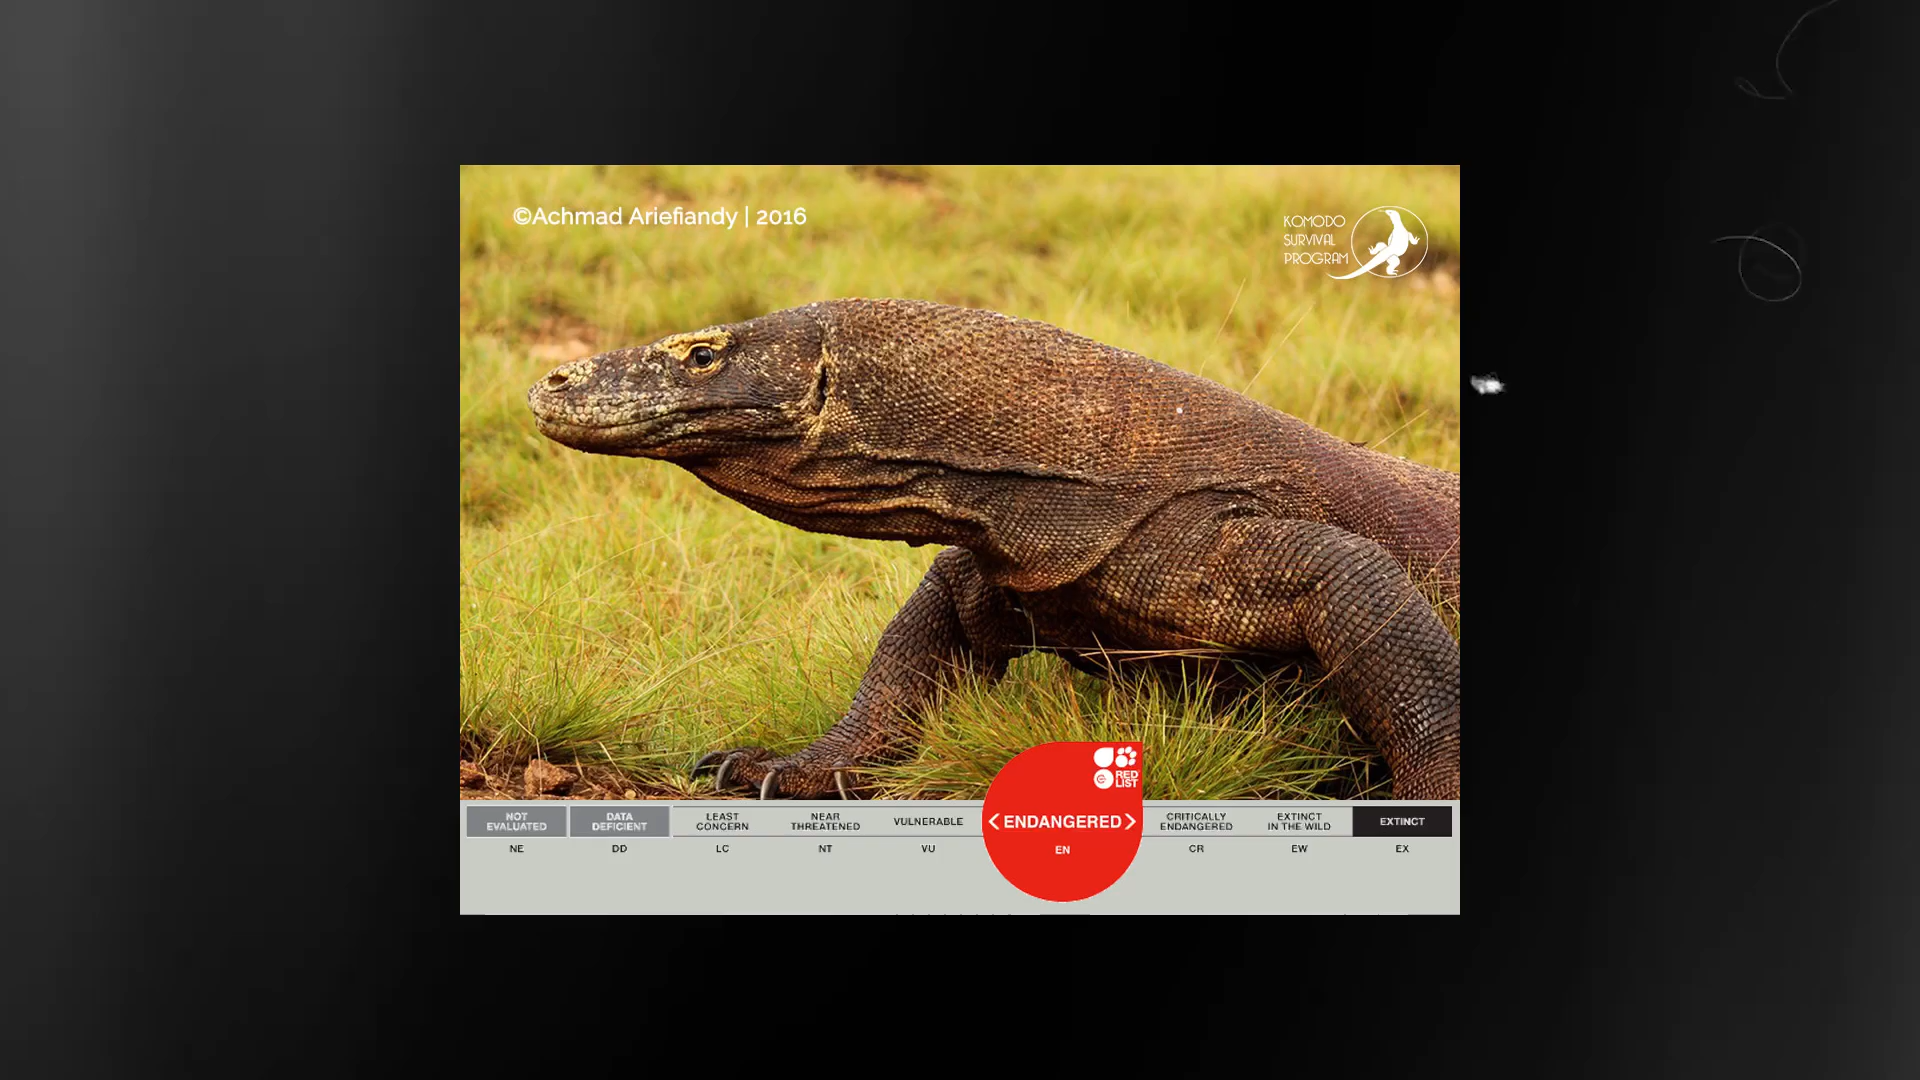 ©Achmad Ariefiandy | 2016
KOMODO
SURVIVAL
PROGRAM
RED
LIST
NOT
EVALUATED
DATA
DEFICIENT
LEAST
CONCERN
NEAR
THREATENED
VULNERABLE
<ENDANGERED>
CRITICALLY
ENDANGERED
EXTINCT
IN THE WILD
EXTINCT
NE
DD
LC
NT
VU
EN
CR
EW
EX